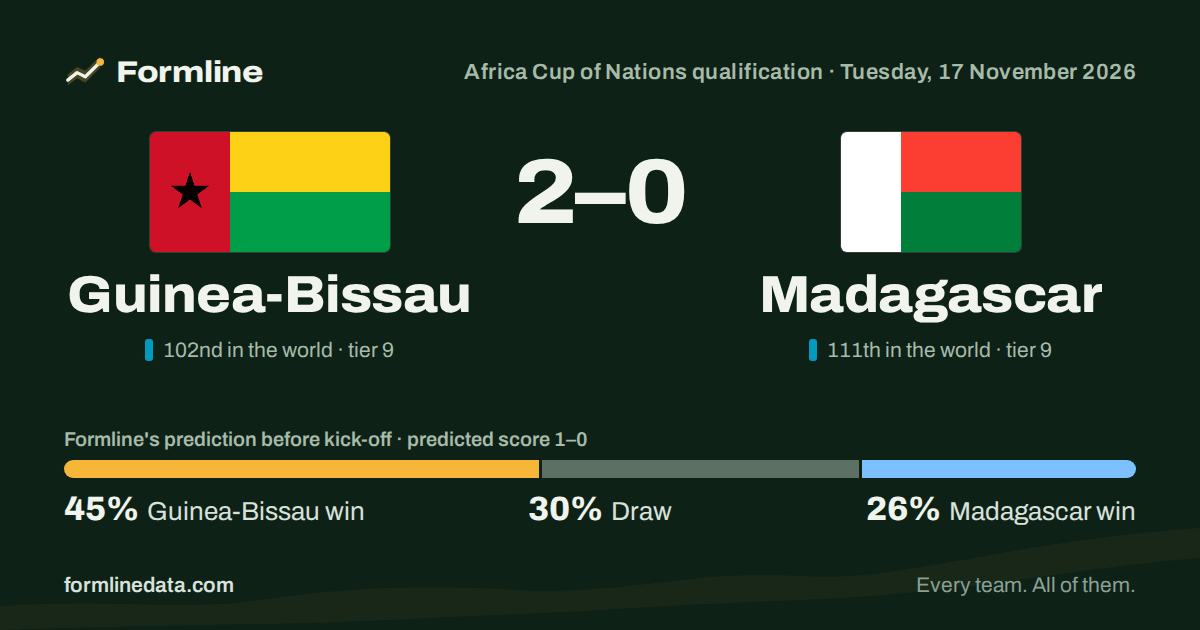 Formline
Africa Cup of Nations qualification · Tuesday, 17 November 2026
2–0
Guinea-Bissau
Madagascar
102nd in the world · tier 9
111th in the world · tier 9
Formline's prediction before kick-off · predicted score 1–0
45% Guinea-Bissau win
30% Draw
26% Madagascar win
formlinedata.com
Every team. All of them.